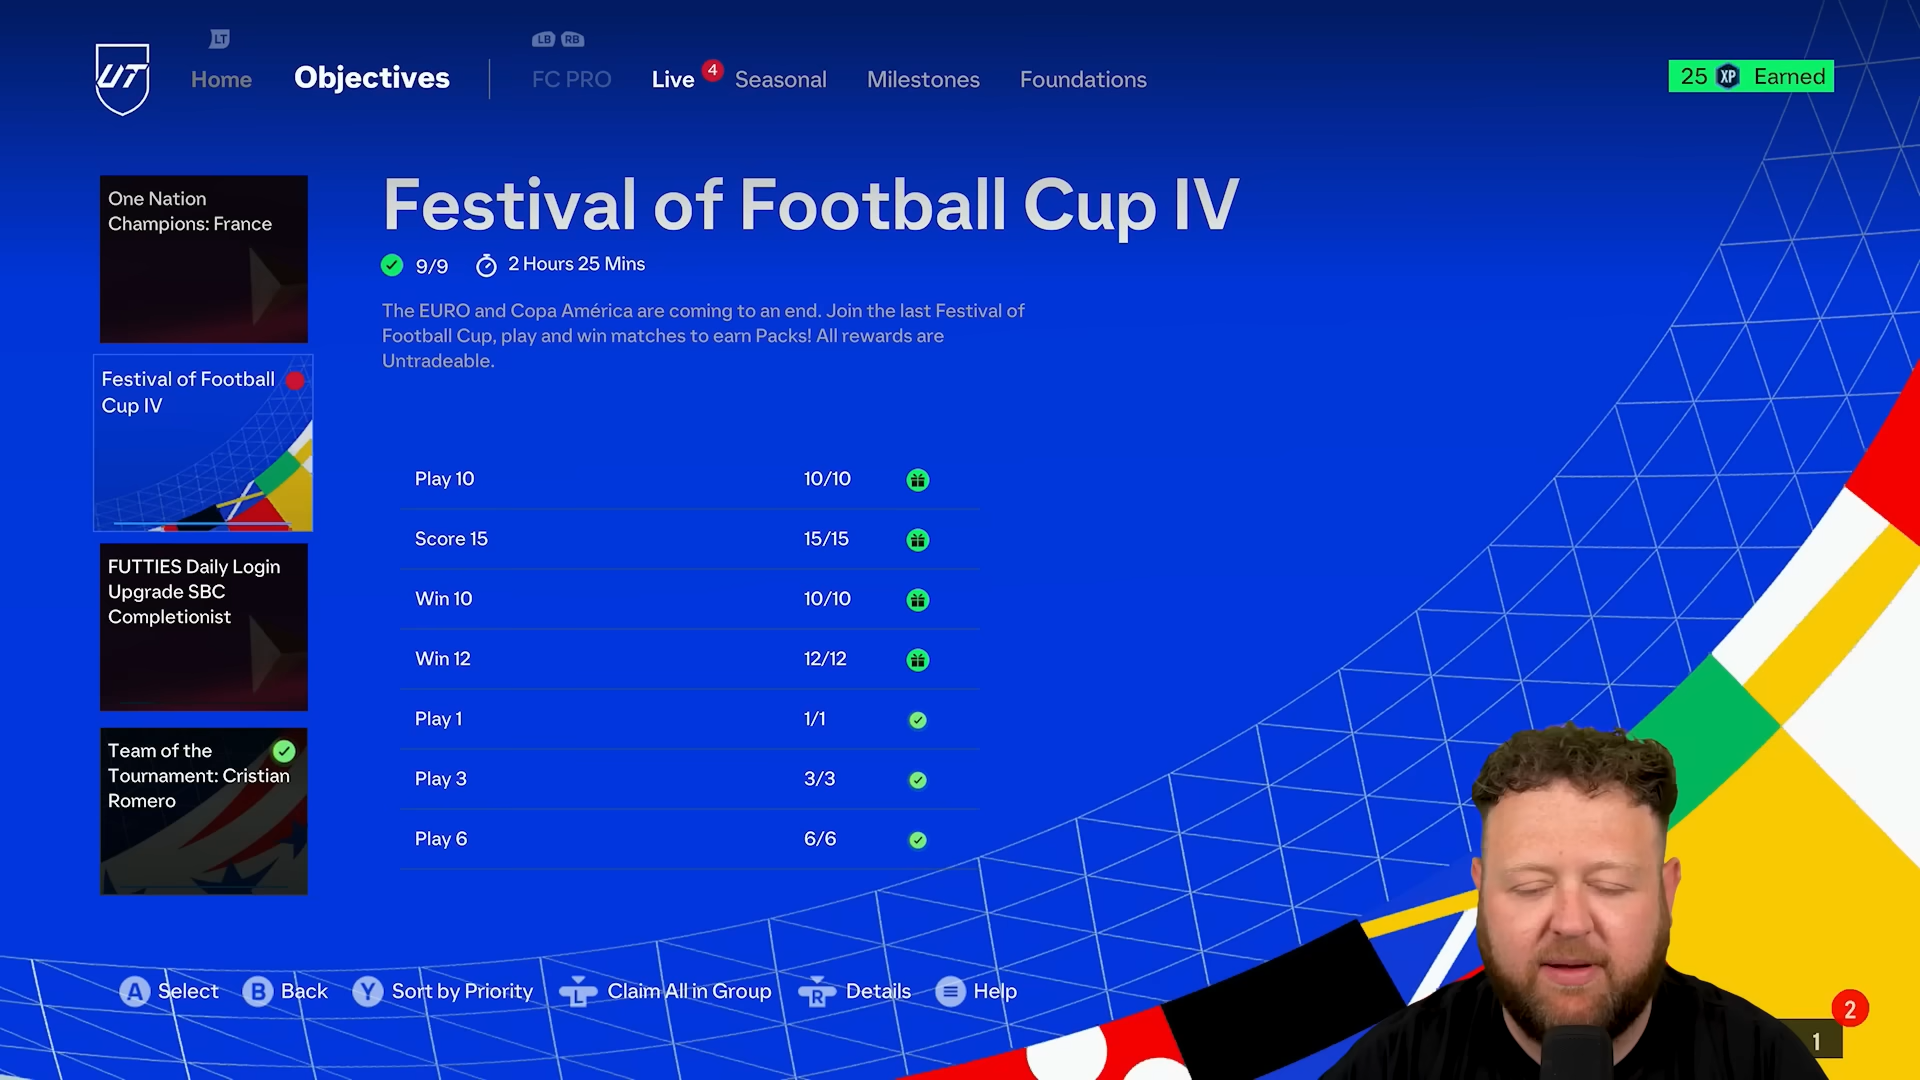 LT
LB RB
UT
Home
Objectives
FC PRO
Live
4
Seasonal
Milestones
Foundations
25 XP Earned
One Nation
Champions: France
Festival of Football
Cup IV
FUTTIES Daily Login
Upgrade SBC
Completionist
Team of the
Tournament: Cristian
Romero
Festival of Football Cup IV
9/9
2 Hours 25 Mins
The EURO and Copa América are coming to an end. Join the last Festival of
Football Cup, play and win matches to earn Packs! All rewards are
Untradeable.
Play 10 10/10
Score 15 15/15
Win 10 10/10
Win 12 12/12
Play 1 1/1
Play 3 3/3
Play 6 6/6
A Select
B Back
Y Sort by Priority
L Claim All in Group
R Details
Help
2
1